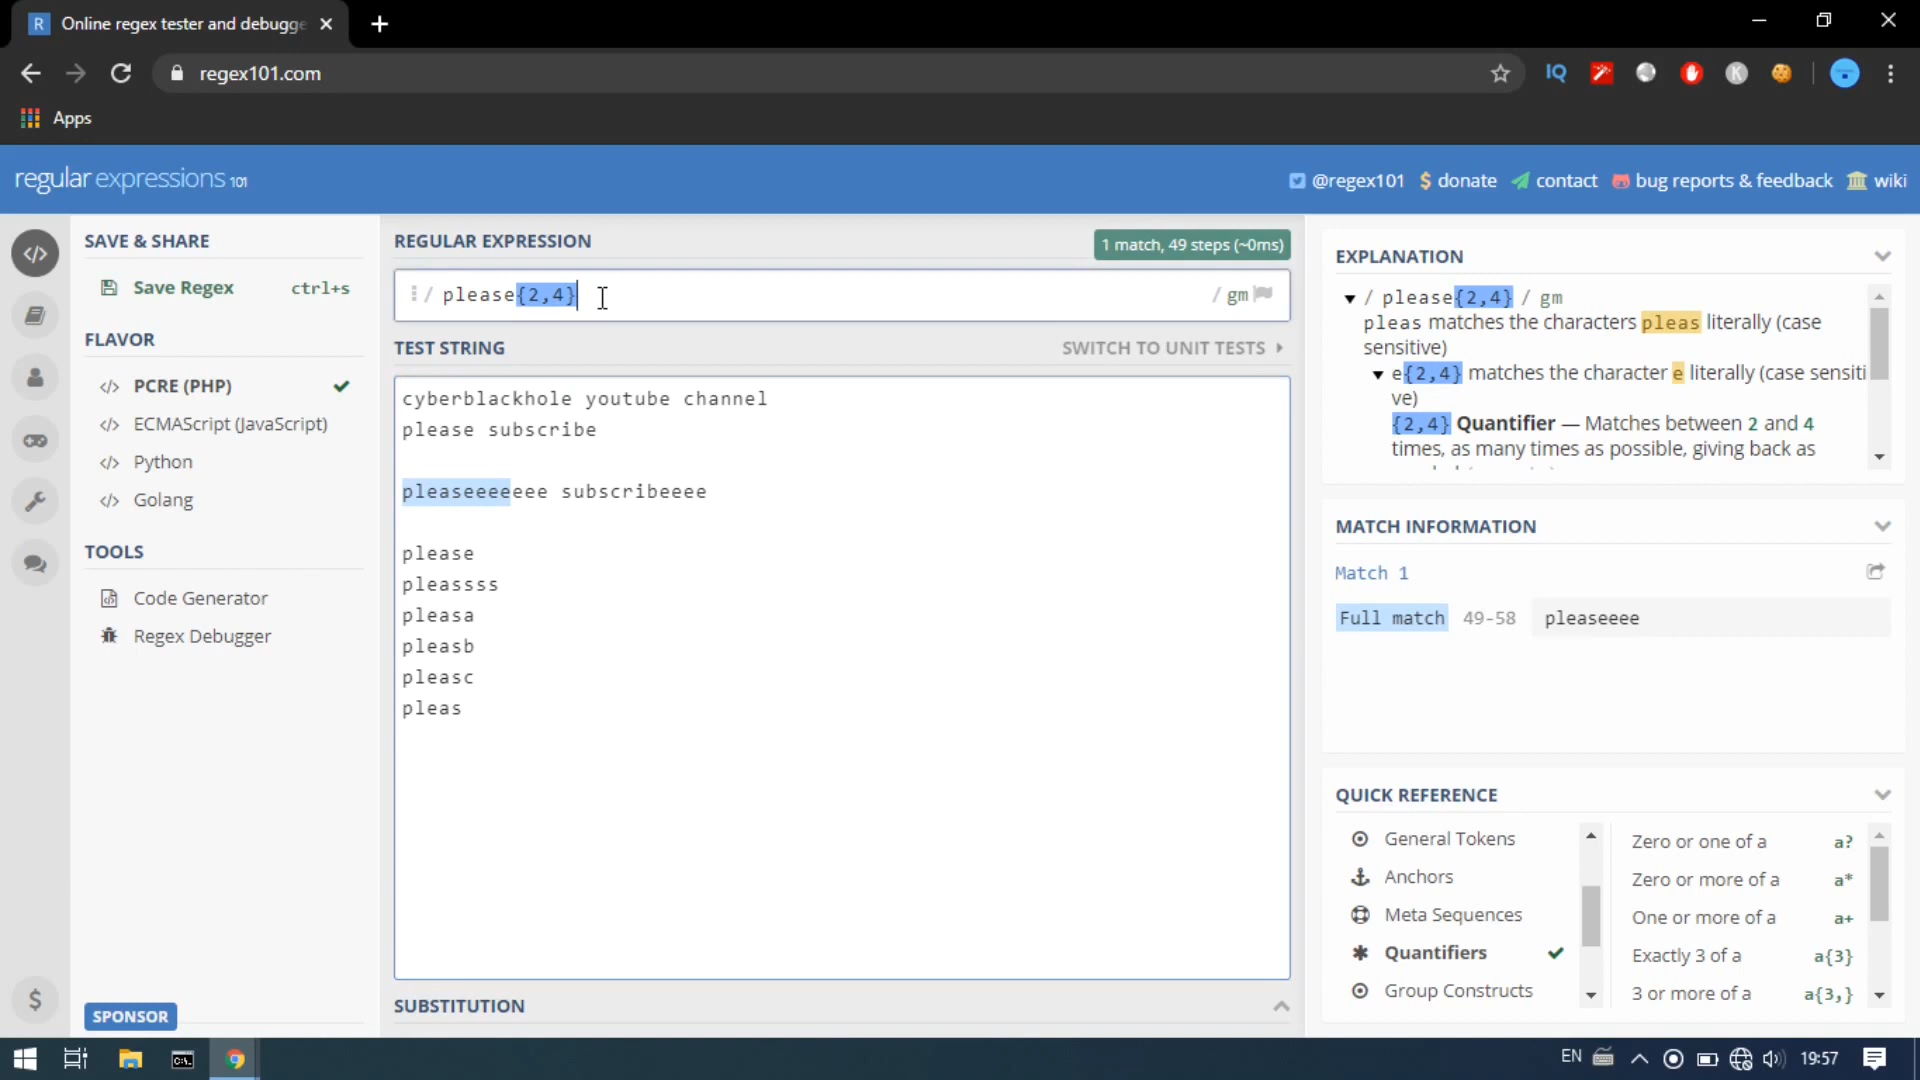 R Online regex tester and debugge
regex101.com
IQ
K
Apps
regular expressions 101
@regex101
$ donate
contact
bug reports & feedback
wiki
SAVE & SHARE
Save Regex ctrl+s
FLAVOR
</> PCRE (PHP)
</> ECMAScript (JavaScript)
</> Python
</> Golang
TOOLS
Code Generator
Regex Debugger
SPONSOR
REGULAR EXPRESSION
1 match, 49 steps (~0ms)
/ please{2,4} / gm
TEST STRING
SWITCH TO UNIT TESTS
cyberblackhole youtube channel
please subscribe
pleaseeeeeee subscribeeee
please
pleassss
pleasa
pleasb
pleasc
pleas
SUBSTITUTION
EXPLANATION
/ please{2,4} / gm
pleas matches the characters pleas literally (case
sensitive)
e{2,4} matches the character e literally (case sensiti
ve)
{2,4} Quantifier — Matches between 2 and 4
times, as many times as possible, giving back as
MATCH INFORMATION
Match 1
Full match 49-58 pleaseeee
QUICK REFERENCE
General Tokens
Anchors
Meta Sequences
Quantifiers
Group Constructs
Zero or one of a a?
Zero or more of a a*
One or more of a a+
Exactly 3 of a a{3}
3 or more of a a{3,}
EN
19:57